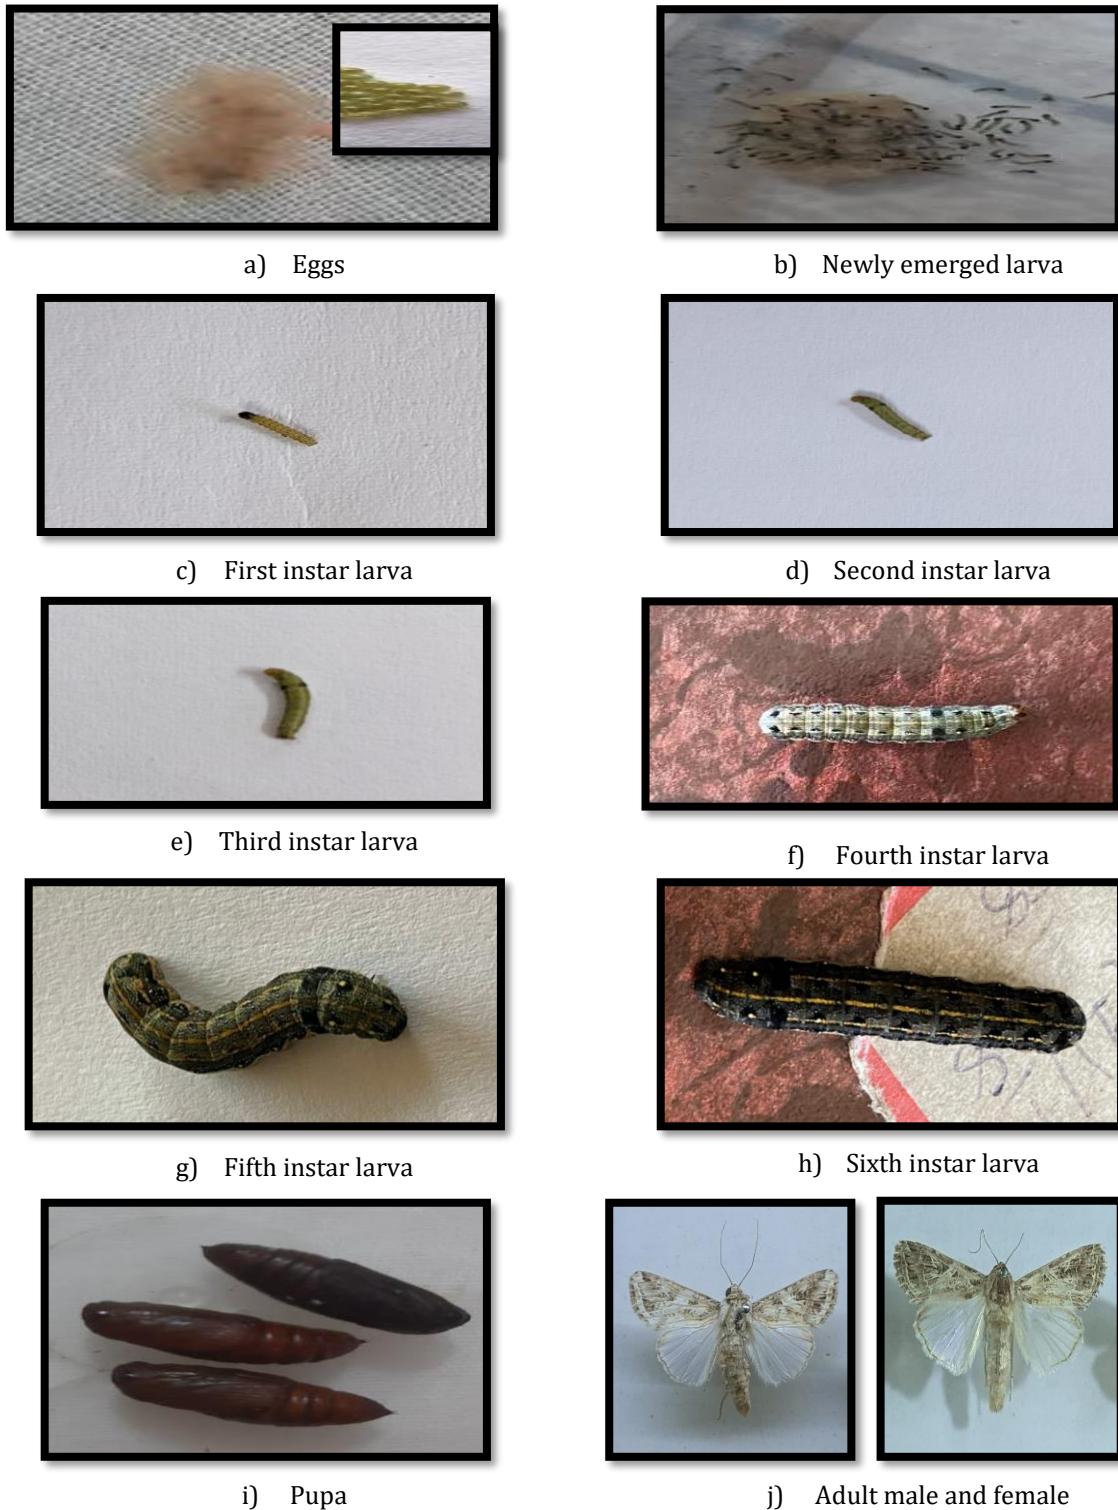 a) Eggs
b) Newly emerged larva
c) First instar larva
d) Second instar larva
e) Third instar larva
f) Fourth instar larva
g) Fifth instar larva
h) Sixth instar larva
i) Pupa
j) Adult male and female